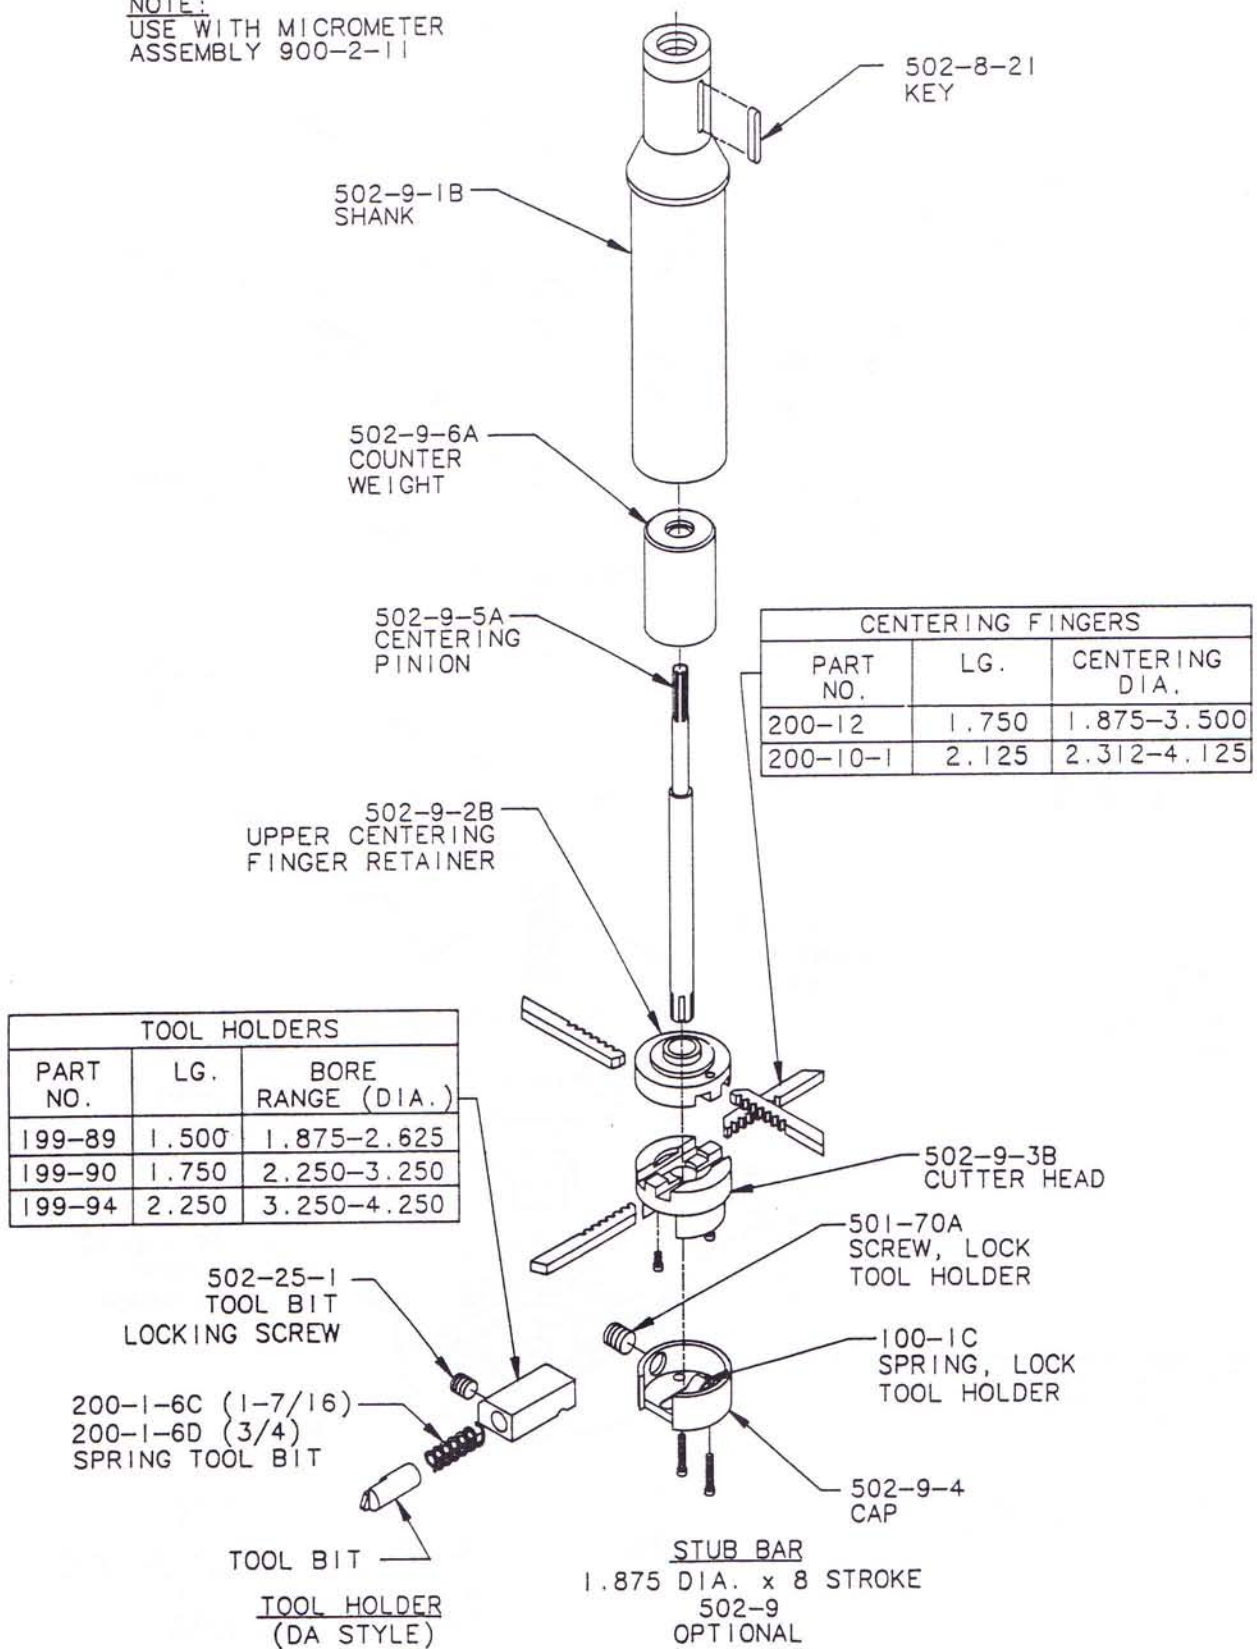 NOTE:
USE WITH MICROMETER
ASSEMBLY 900-2-11
502-8-21
KEY
502-9-1B
SHANK
502-9-6A
COUNTER
WEIGHT
502-9-5A
CENTERING
PINION
CENTERING FINGERS
PART NO. LG. CENTERING DIA.
200-12 1.750 1.875-3.500
200-10-1 2.125 2.312-4.125
502-9-2B
UPPER CENTERING
FINGER RETAINER
TOOL HOLDERS
PART NO. LG. BORE RANGE (DIA.)
199-89 1.500 1.875-2.625
199-90 1.750 2.250-3.250
199-94 2.250 3.250-4.250
502-9-3B
CUTTER HEAD
501-70A
SCREW, LOCK
TOOL HOLDER
502-25-1
TOOL BIT
LOCKING SCREW
100-1C
SPRING, LOCK
TOOL HOLDER
200-1-6C (1-7/16)
200-1-6D (3/4)
SPRING TOOL BIT
502-9-4
CAP
TOOL BIT
TOOL HOLDER
(DA STYLE)
STUB BAR
1.875 DIA. x 8 STROKE
502-9
OPTIONAL